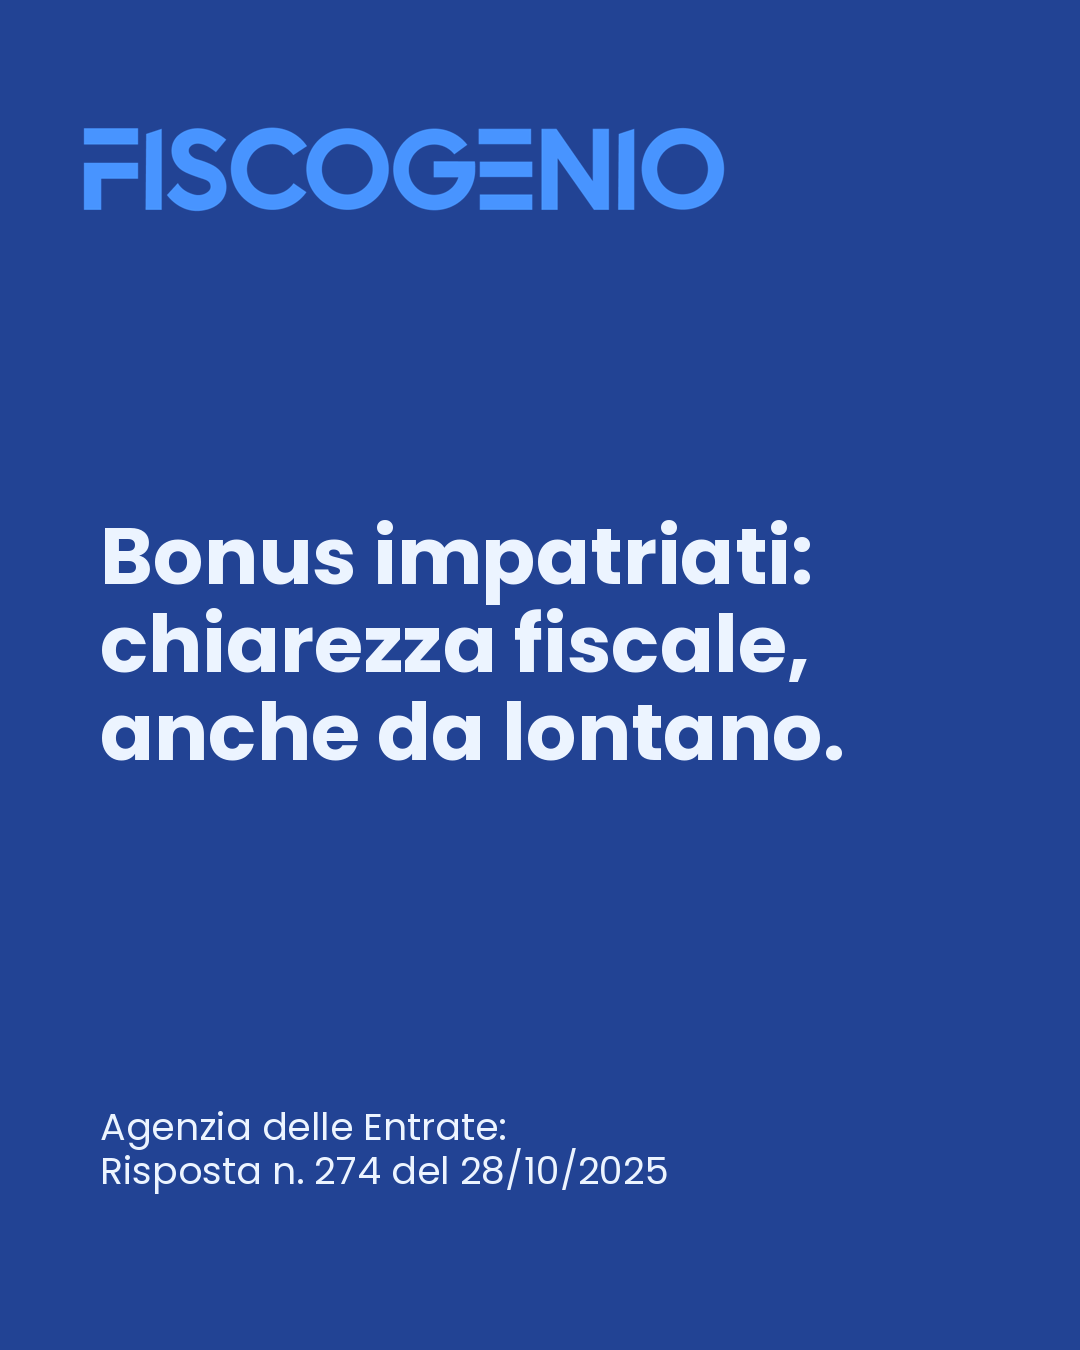 FISCOGENIO
Bonus impatriati:
chiarezza fiscale,
anche da lontano.
Agenzia delle Entrate:
Risposta n. 274 del 28/10/2025